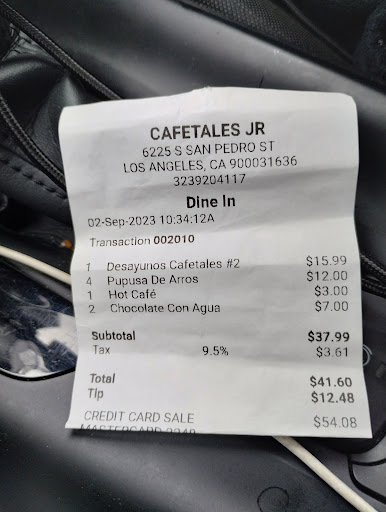 CAFETALES JR
6225 S SAN PEDRO ST
LOS ANGELES, CA 900031636
3239204117
Dine In
02-Sep-2023 10:34:12A
Transaction 002010
1 Desayunos Cafetales #2 $15.99
4 Pupusa De Arros $12.00
1 Hot Café $3.00
2 Chocolate Con Agua $7.00
Subtotal $37.99
Tax 9.5% $3.61
Total $41.60
Tip $12.48
CREDIT CARD SALE $54.08
MASTERCARD